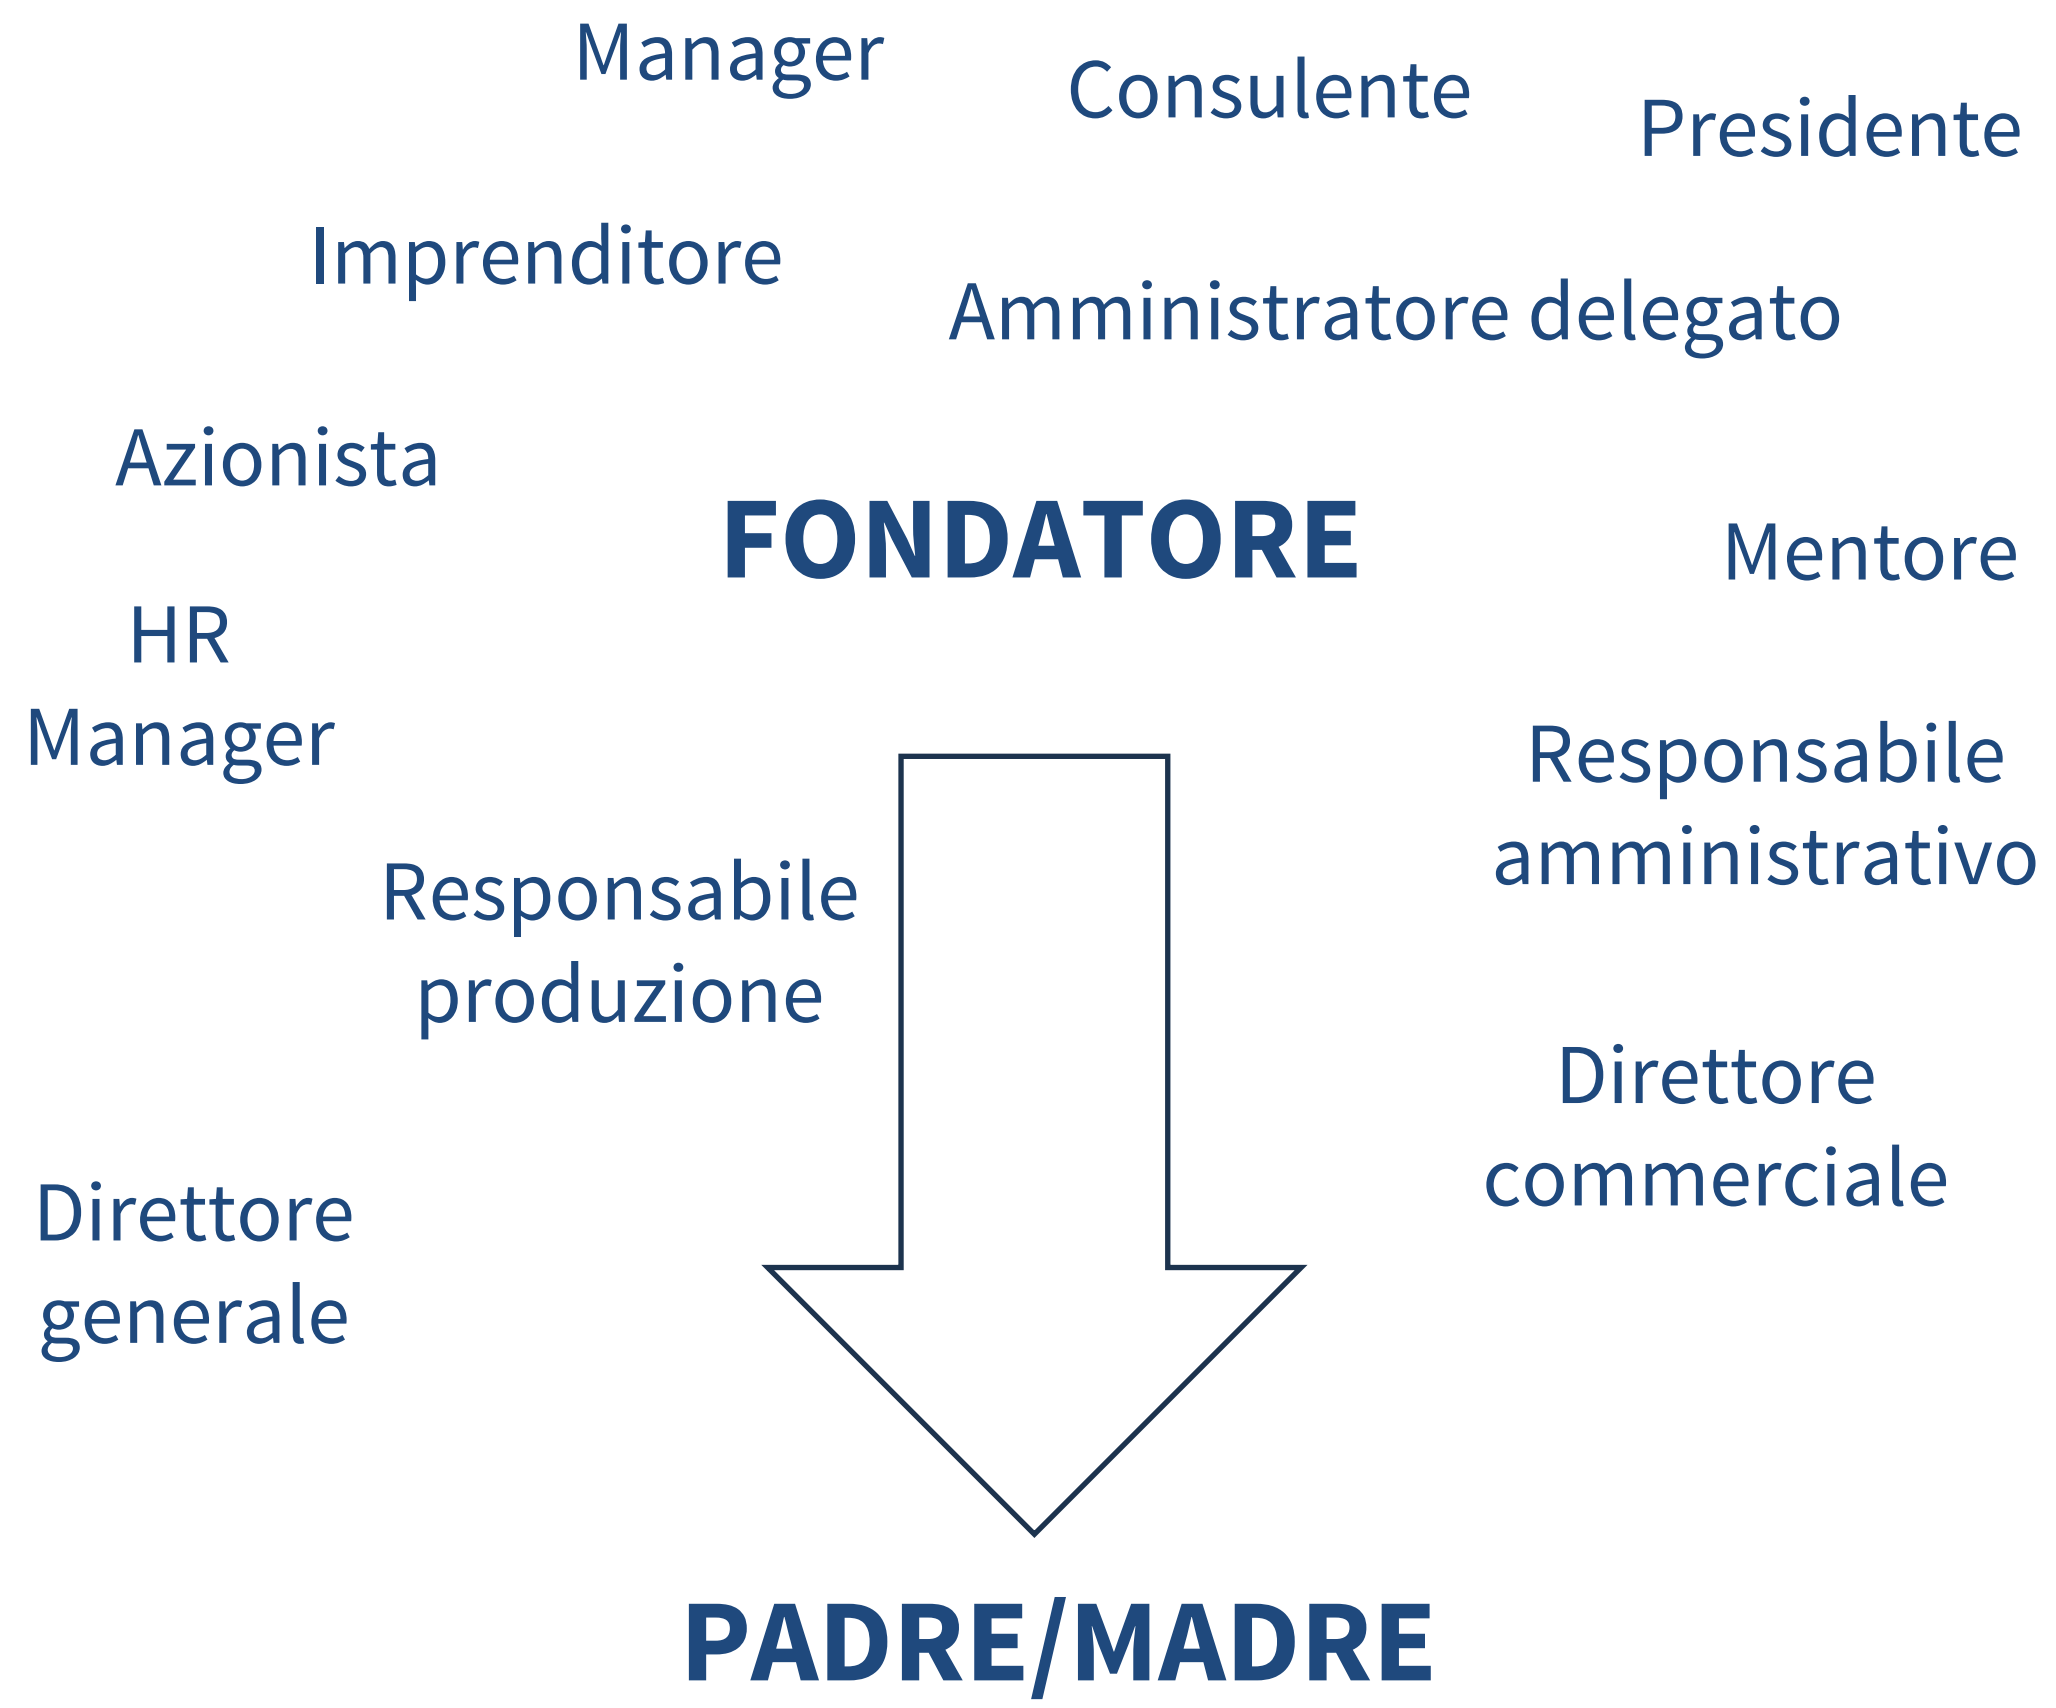 Manager
Consulente
Presidente
Imprenditore
Amministratore delegato
Azionista
FONDATORE
Mentore
HR
Manager
Responsabile
amministrativo
Responsabile
produzione
Direttore
commerciale
Direttore
generale
PADRE/MADRE